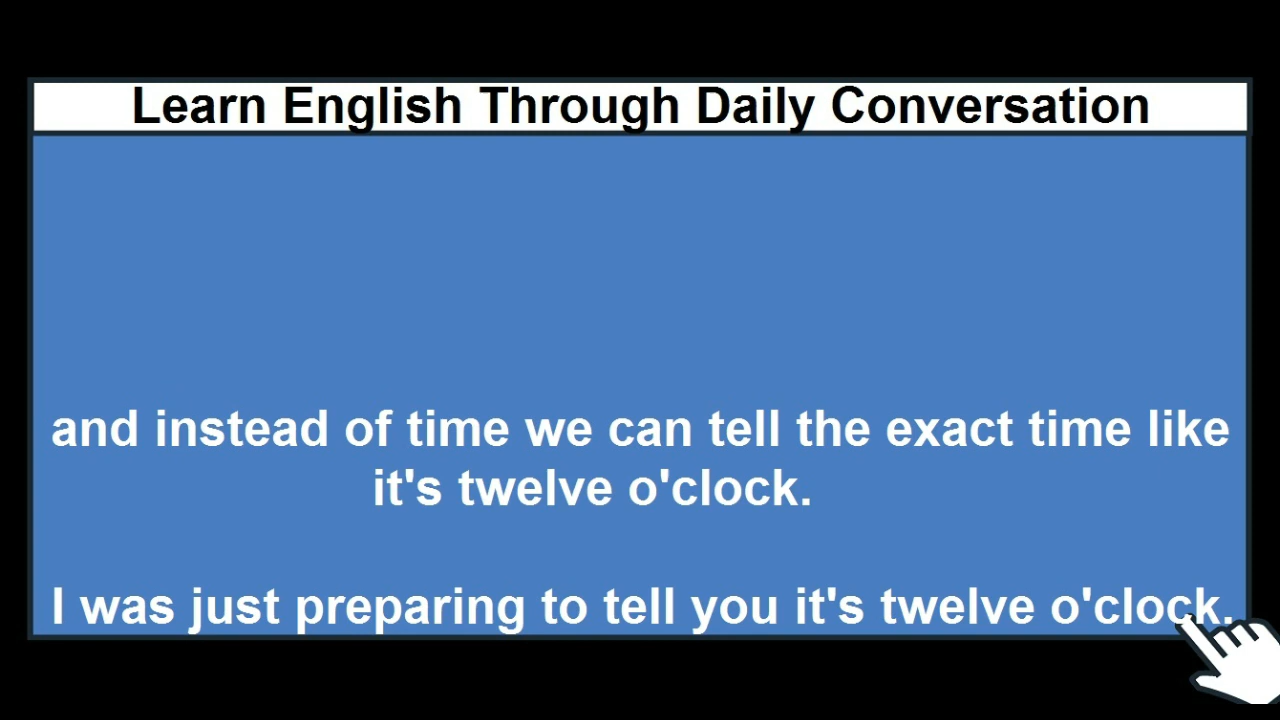 Learn English Through Daily Conversation
and instead of time we can tell the exact time like
it's twelve o'clock.
I was just preparing to tell you it's twelve o'clock.